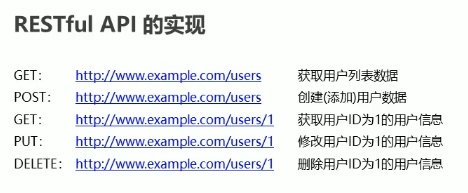 RESTful API 的实现
GET： http://www.example.com/users 获取用户列表数据
POST： http://www.example.com/users 创建(添加)用户数据
GET： http://www.example.com/users/1 获取用户ID为1的用户信息
PUT： http://www.example.com/users/1 修改用户ID为1的用户信息
DELETE： http://www.example.com/users/1 删除用户ID为1的用户信息